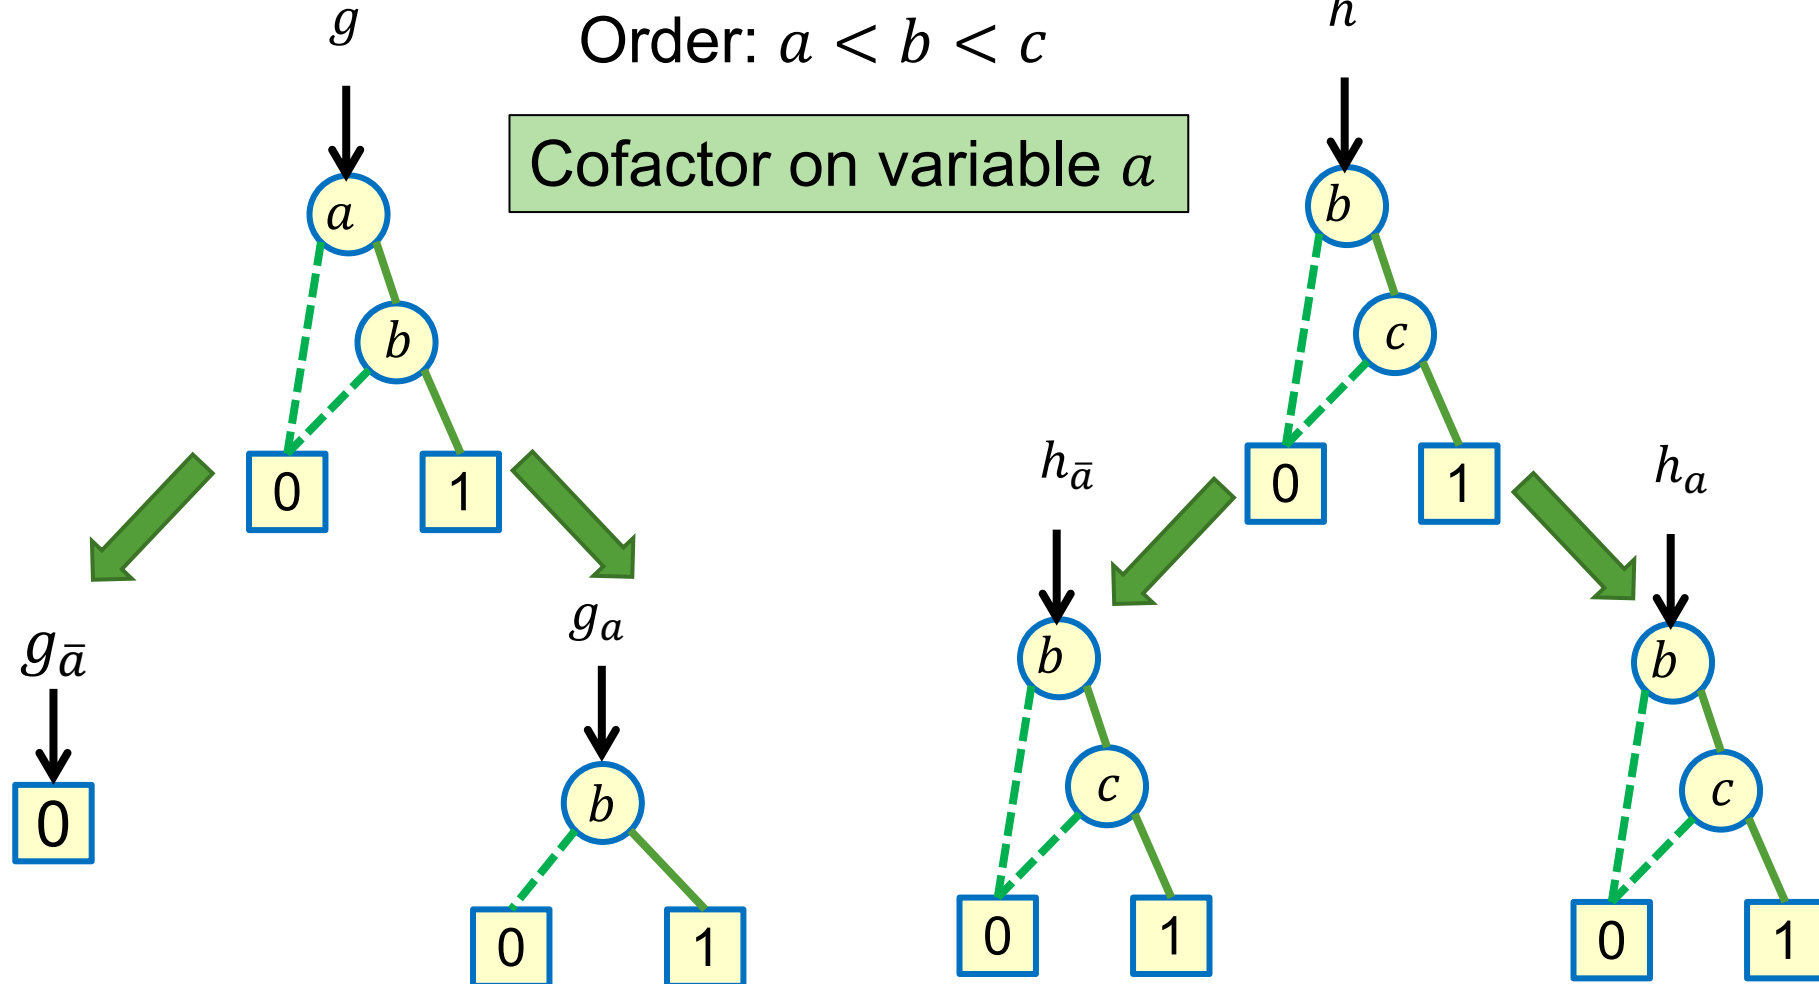 g
Order: a < b < c
h
Cofactor on variable a
a
b
b
c
0
1
0
1
h_ā
h_a
g_ā
g_a
b
b
0
b
c
c
0
1
0
1
0
1